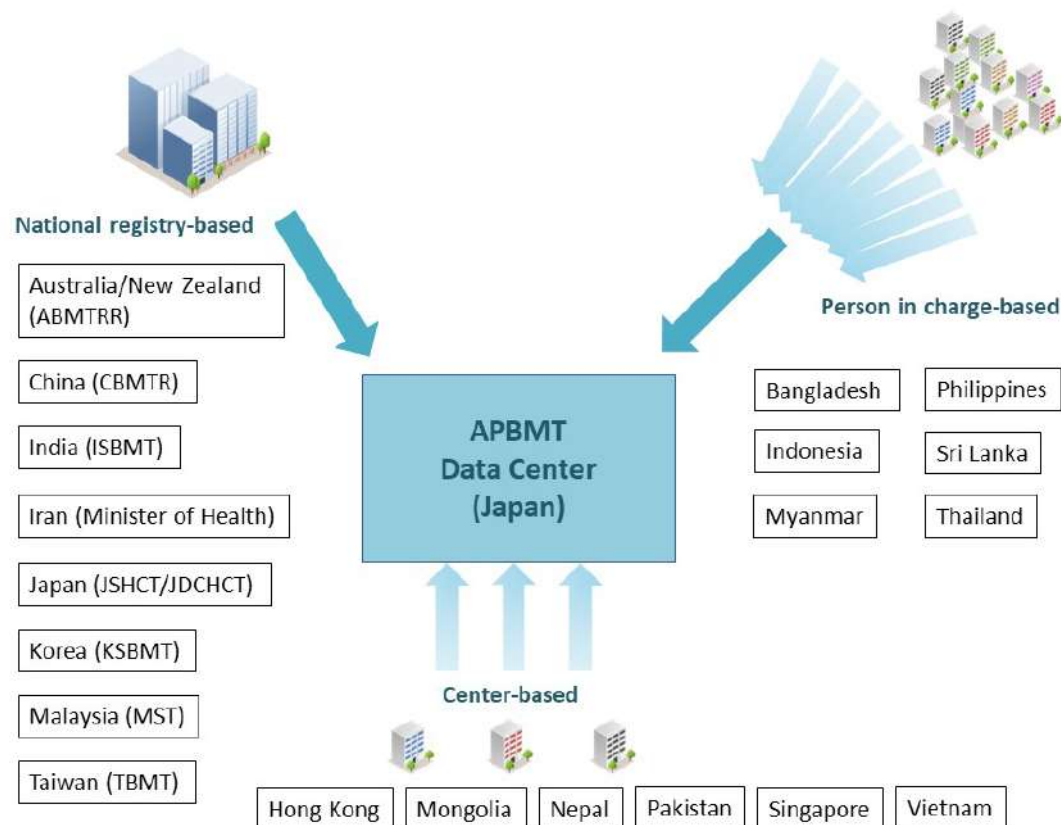 National registry-based
Australia/New Zealand
(ABMTRR)
China (CBMTR)
India (ISBMT)
Iran (Minister of Health)
Japan (JSHCT/JDCHCT)
Korea (KSBMT)
Malaysia (MST)
Taiwan (TBMT)
APBMT
Data Center
(Japan)
Person in charge-based
Bangladesh
Philippines
Indonesia
Sri Lanka
Myanmar
Thailand
Center-based
Hong Kong
Mongolia
Nepal
Pakistan
Singapore
Vietnam